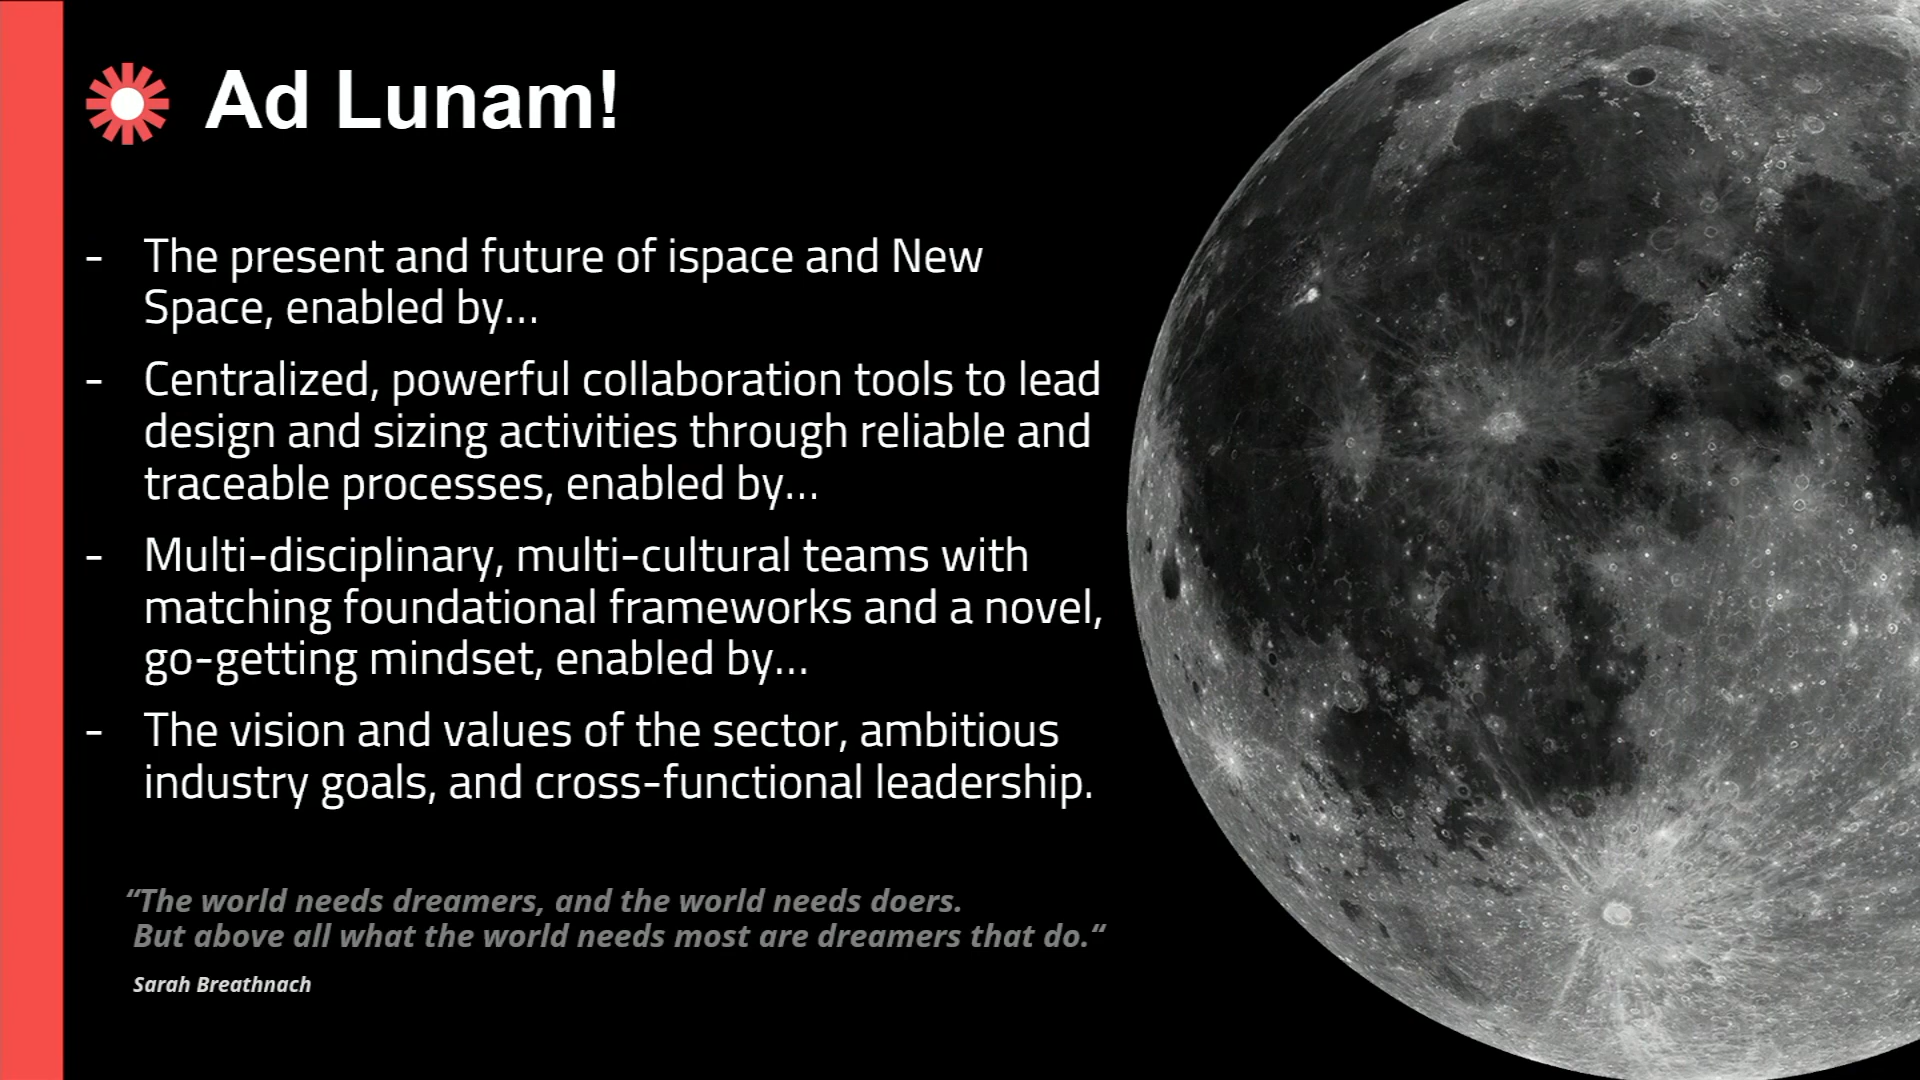 Ad Lunam!
- The present and future of ispace and New
Space, enabled by...
- Centralized, powerful collaboration tools to lead
design and sizing activities through reliable and
traceable processes, enabled by...
- Multi-disciplinary, multi-cultural teams with
matching foundational frameworks and a novel,
go-getting mindset, enabled by...
- The vision and values of the sector, ambitious
industry goals, and cross-functional leadership.
“The world needs dreamers, and the world needs doers.
But above all what the world needs most are dreamers that do.“
Sarah Breathnach